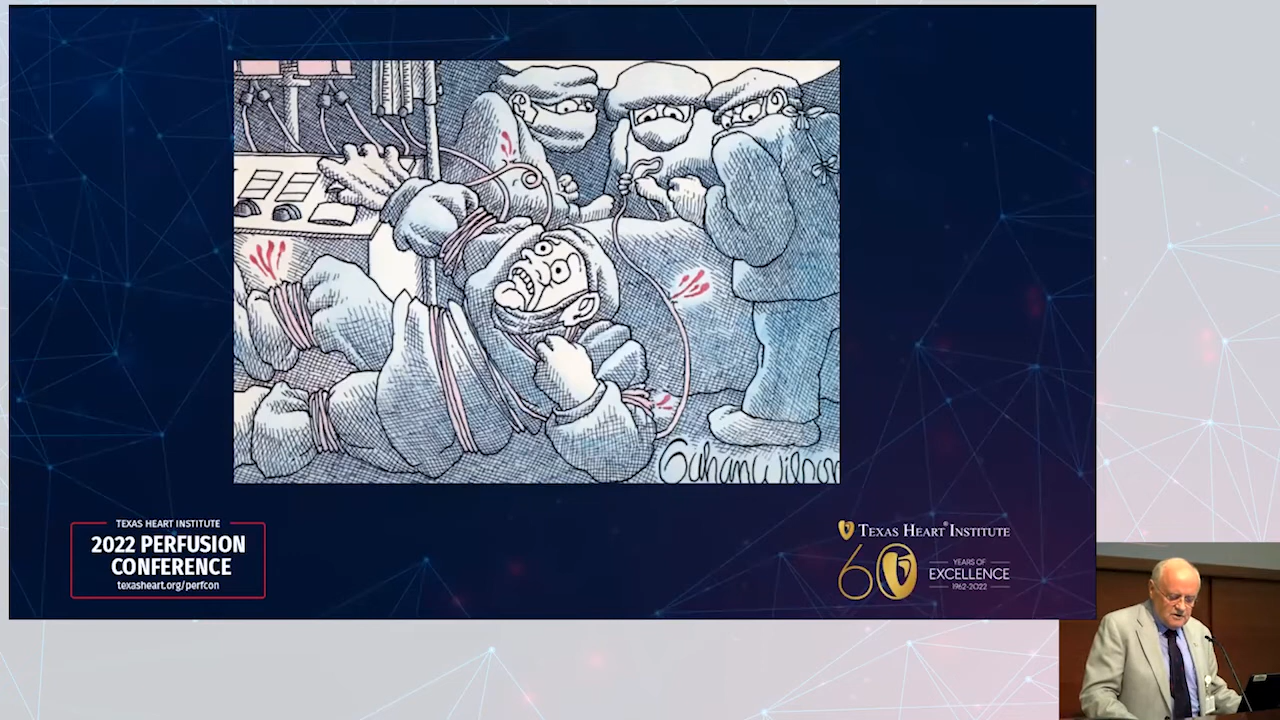 Gahan Wilson
TEXAS HEART INSTITUTE
2022 PERFUSION
CONFERENCE
texasheart.org/perfcon
TEXAS HEART® INSTITUTE
60
YEARS OF
EXCELLENCE
1962-2022